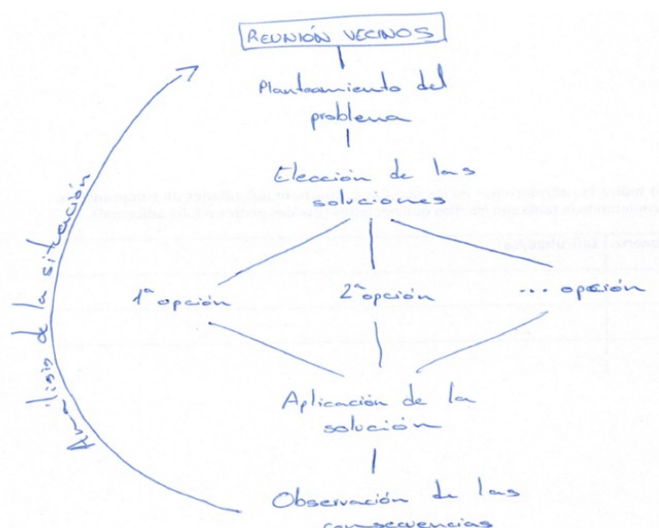 REUNIÓN VECINOS
Planteamiento del
problema
Elección de las
soluciones
1ª opción
2ª opción
... opción
Aplicación de la
solución
Observación de las
consecuencias
Análisis de la situación